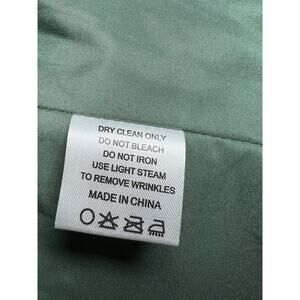 DRY CLEAN ONLY
DO NOT BLEACH
DO NOT IRON
USE LIGHT STEAM
TO REMOVE WRINKLES
MADE IN CHINA